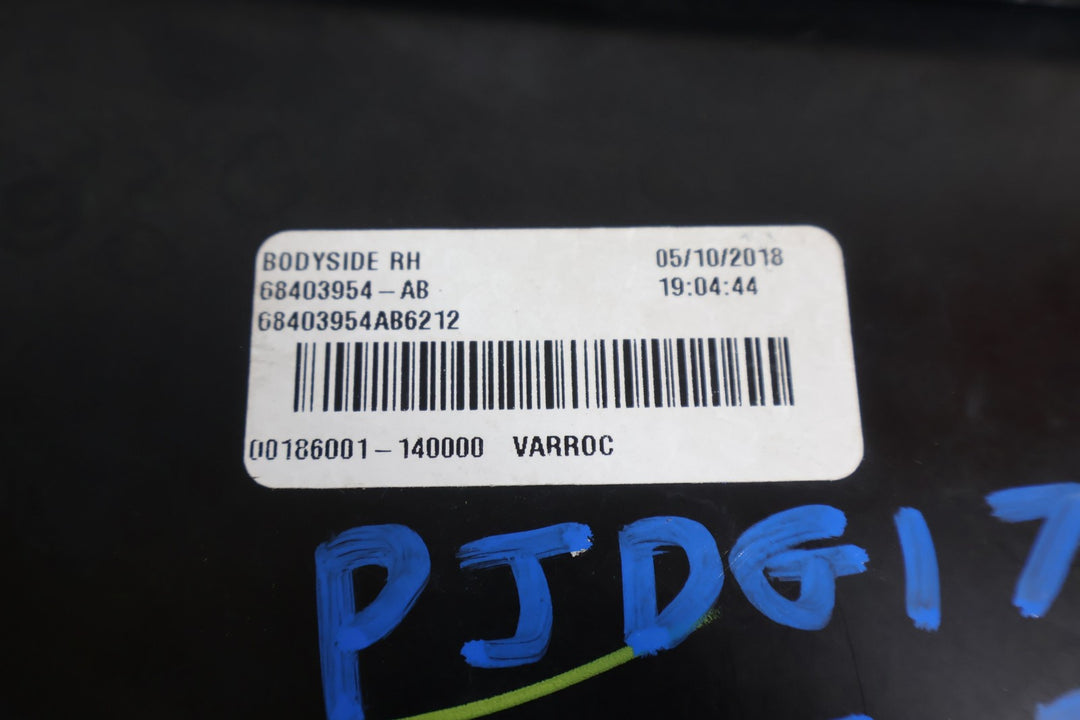 BODYSIDE RH 05/10/2018
68403954-AB 19:04:44
68403954AB6212
00186001-140000 VARROC
PJDG17